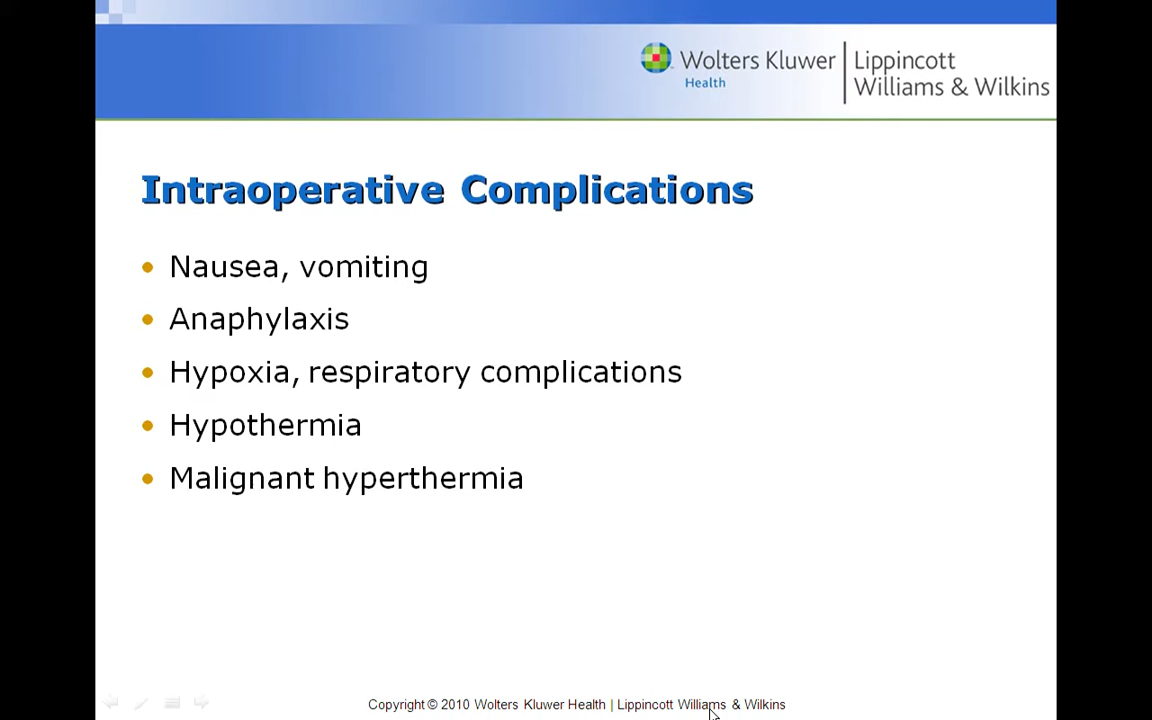 Wolters Kluwer
Health
Lippincott
Williams & Wilkins
Intraoperative Complications
• Nausea, vomiting
• Anaphylaxis
• Hypoxia, respiratory complications
• Hypothermia
• Malignant hyperthermia
Copyright © 2010 Wolters Kluwer Health | Lippincott Williams & Wilkins